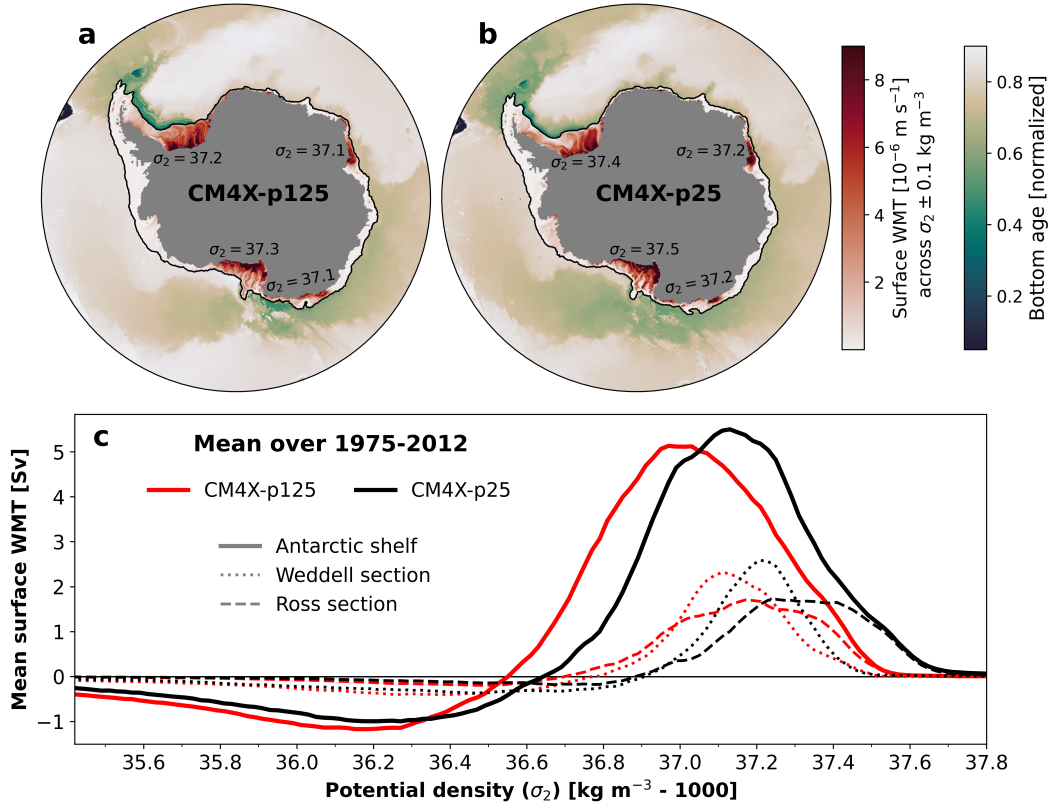 a
σ₂ = 37.2
σ₂ = 37.1
CM4X-p125
σ₂ = 37.3
σ₂ = 37.1
b
σ₂ = 37.4
σ₂ = 37.2
CM4X-p25
σ₂ = 37.5
σ₂ = 37.2
8
6
4
2
Surface WMT [10⁻⁶ m s⁻¹]
across σ₂ ± 0.1 kg m⁻³
0.8
0.6
0.4
0.2
Bottom age [normalized]
c
Mean over 1975-2012
CM4X-p125
CM4X-p25
Antarctic shelf
Weddell section
Ross section
Mean surface WMT [Sv]
5
4
3
2
1
0
−1
35.6 35.8 36.0 36.2 36.4 36.6 36.8 37.0 37.2 37.4 37.6 37.8
Potential density (σ₂) [kg m⁻³ - 1000]